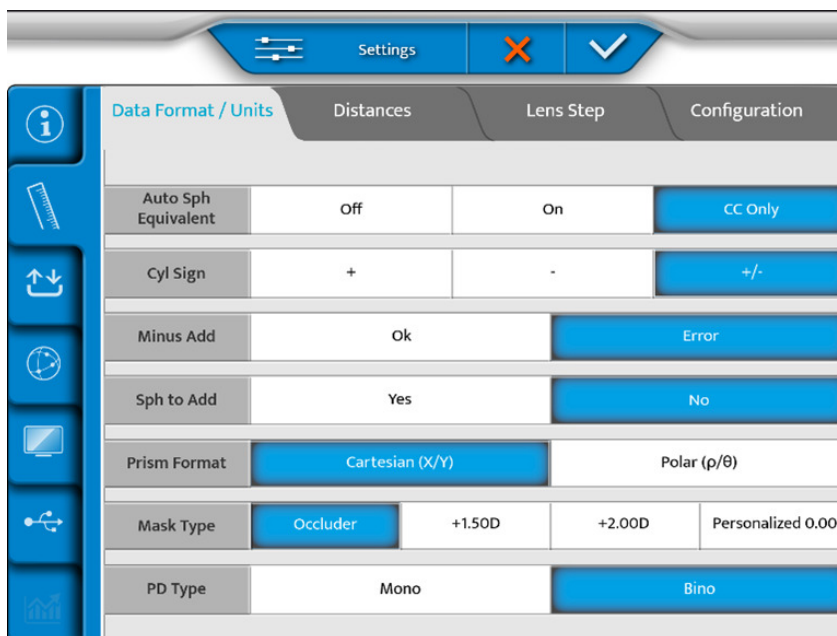 Settings
Data Format / Units Distances Lens Step Configuration
Auto Sph
Equivalent Off On CC Only
Cyl Sign + - +/-
Minus Add Ok Error
Sph to Add Yes No
Prism Format Cartesian (X/Y) Polar (ρ/θ)
Mask Type Occluder +1.50D +2.00D Personalized 0.00
PD Type Mono Bino